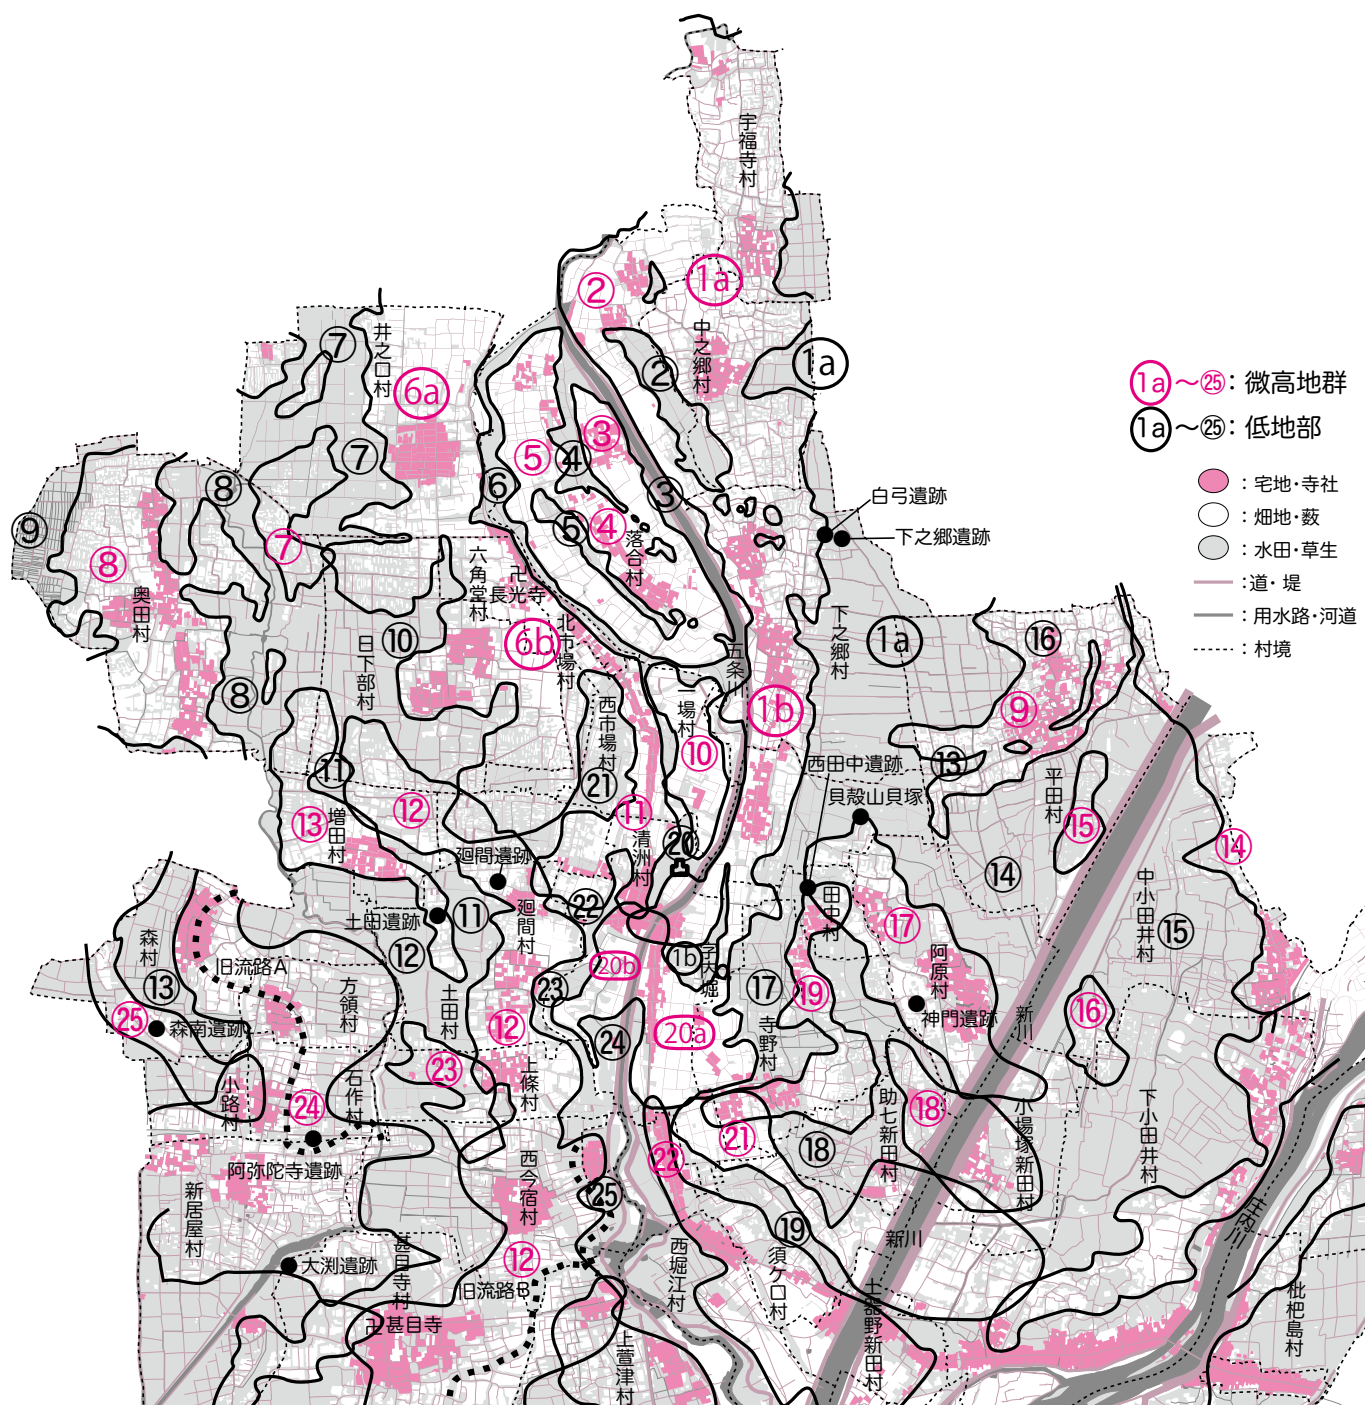 宇福寺村
1a
②
中之郷村
②
1a
⑦
井之口村
6a
③
⑤
④
⑦
⑥
③
⑧
⑨
⑤
④
落合村
白弓遺跡
下之郷遺跡
⑦
⑧
奥田村
六角堂村
卍長光寺
北市場村
6b
⑩
日下部村
五条川
下之郷村
1a
⑯
⑧
西市場村
一場村
1b
⑨
⑩
⑪
㉑
西田中遺跡
⑬
貝殻山貝塚
平田村
⑬
増田村
⑫
⑪
清洲村
⑳
⑮
⑭
廻間遺跡
⑭
中小田井村
土田遺跡
⑪
廻間村
㉒
田中村
⑰
⑮
森村
旧流路A
⑫
20b
1b
阿原村
⑬
方領村
㉓
⑰
⑲
㉕
森南遺跡
土田村
⑫
20a
寺野村
神門遺跡
新川
⑯
㉔
小路村
石作村
㉓
上條村
㉔
助七新田村
⑱
小場塚新田村
下小田井村
㉑
⑱
阿弥陀寺遺跡
西今宿村
㉒
新居屋村
㉕
⑲
新川
庄内川
大渕遺跡
甚目寺村
⑫
旧流路B
西堀江村
須ケ口村
土器野新田村
枇杷島村
卍甚目寺
上萱津村
1a～㉕：微高地群
1a～㉕：低地部
：宅地・寺社
：畑地・薮
：水田・草生
：道・堤
：用水路・河道
：村境